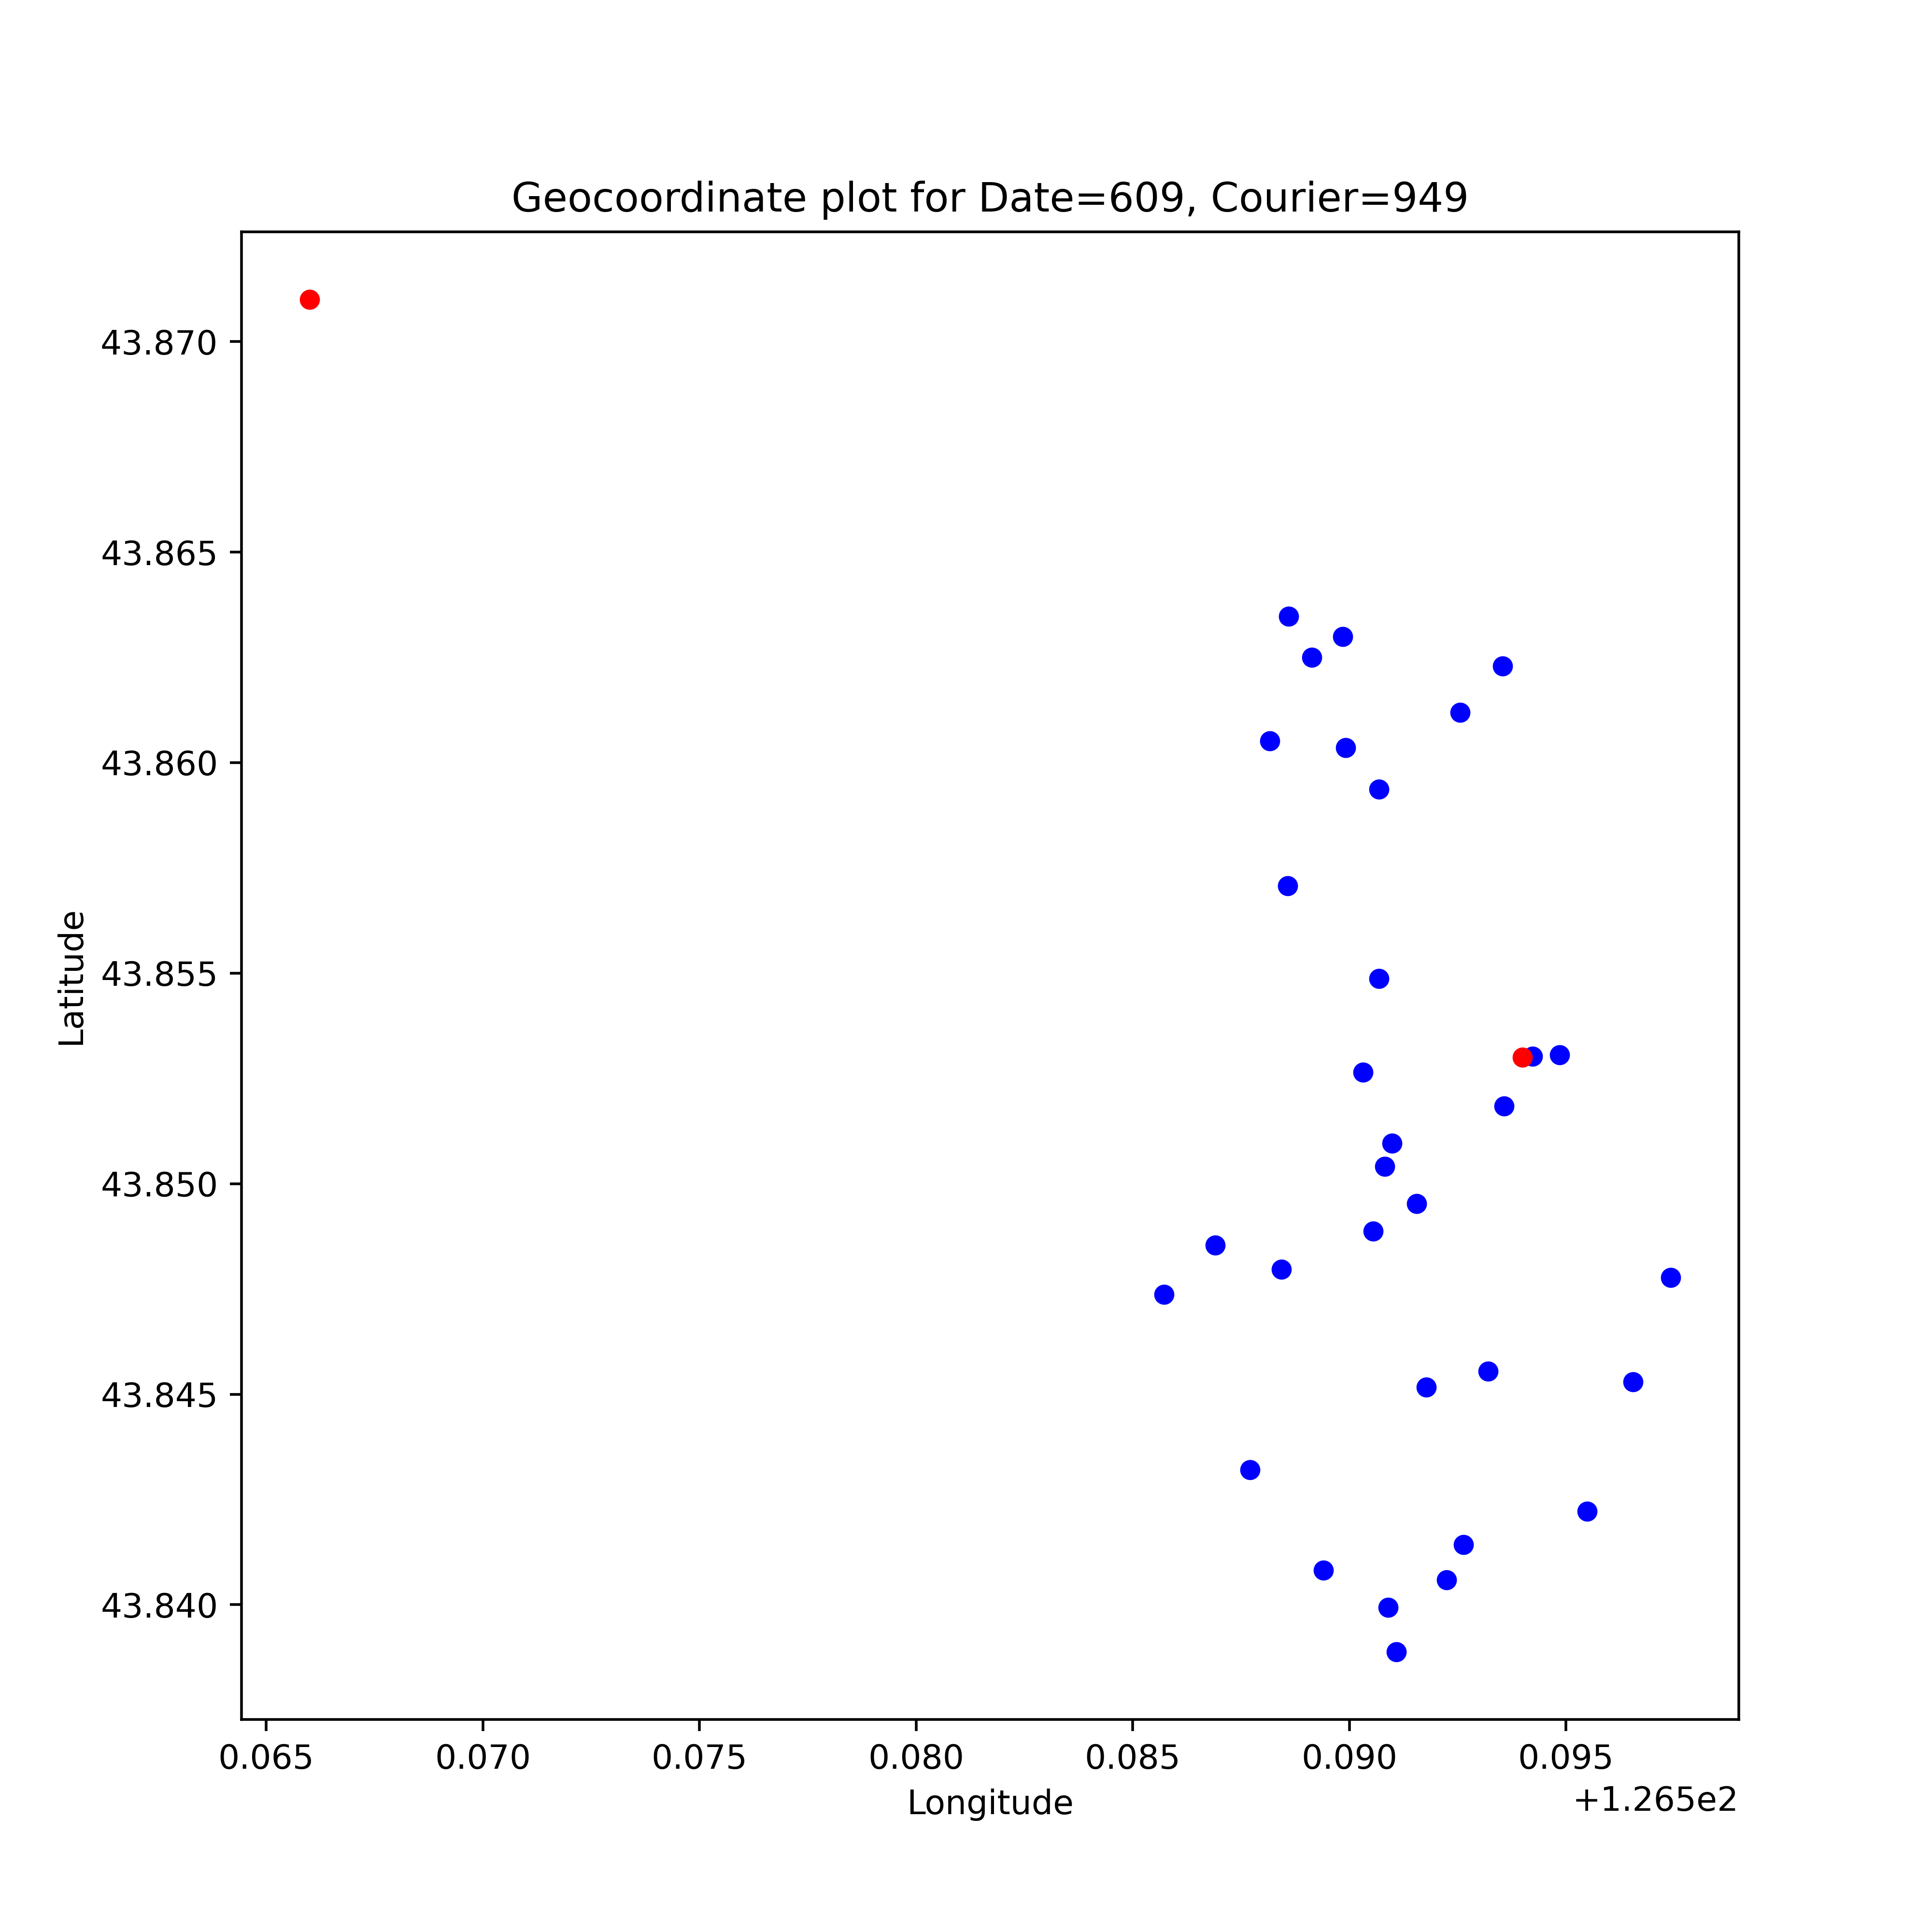 Geocoordinate plot for Date=609, Courier=949
43.870
43.865
43.860
43.855
43.850
43.845
43.840
Latitude
0.065 0.070 0.075 0.080 0.085 0.090 0.095
+1.265e2
Longitude